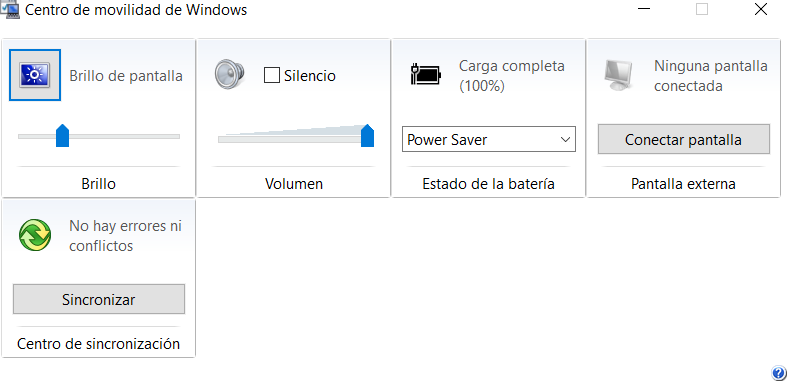 Centro de movilidad de Windows
Brillo de pantalla
Brillo
Silencio
Volumen
Carga completa
(100%)
Power Saver
Estado de la batería
Ninguna pantalla
conectada
Conectar pantalla
Pantalla externa
No hay errores ni
conflictos
Sincronizar
Centro de sincronización
?